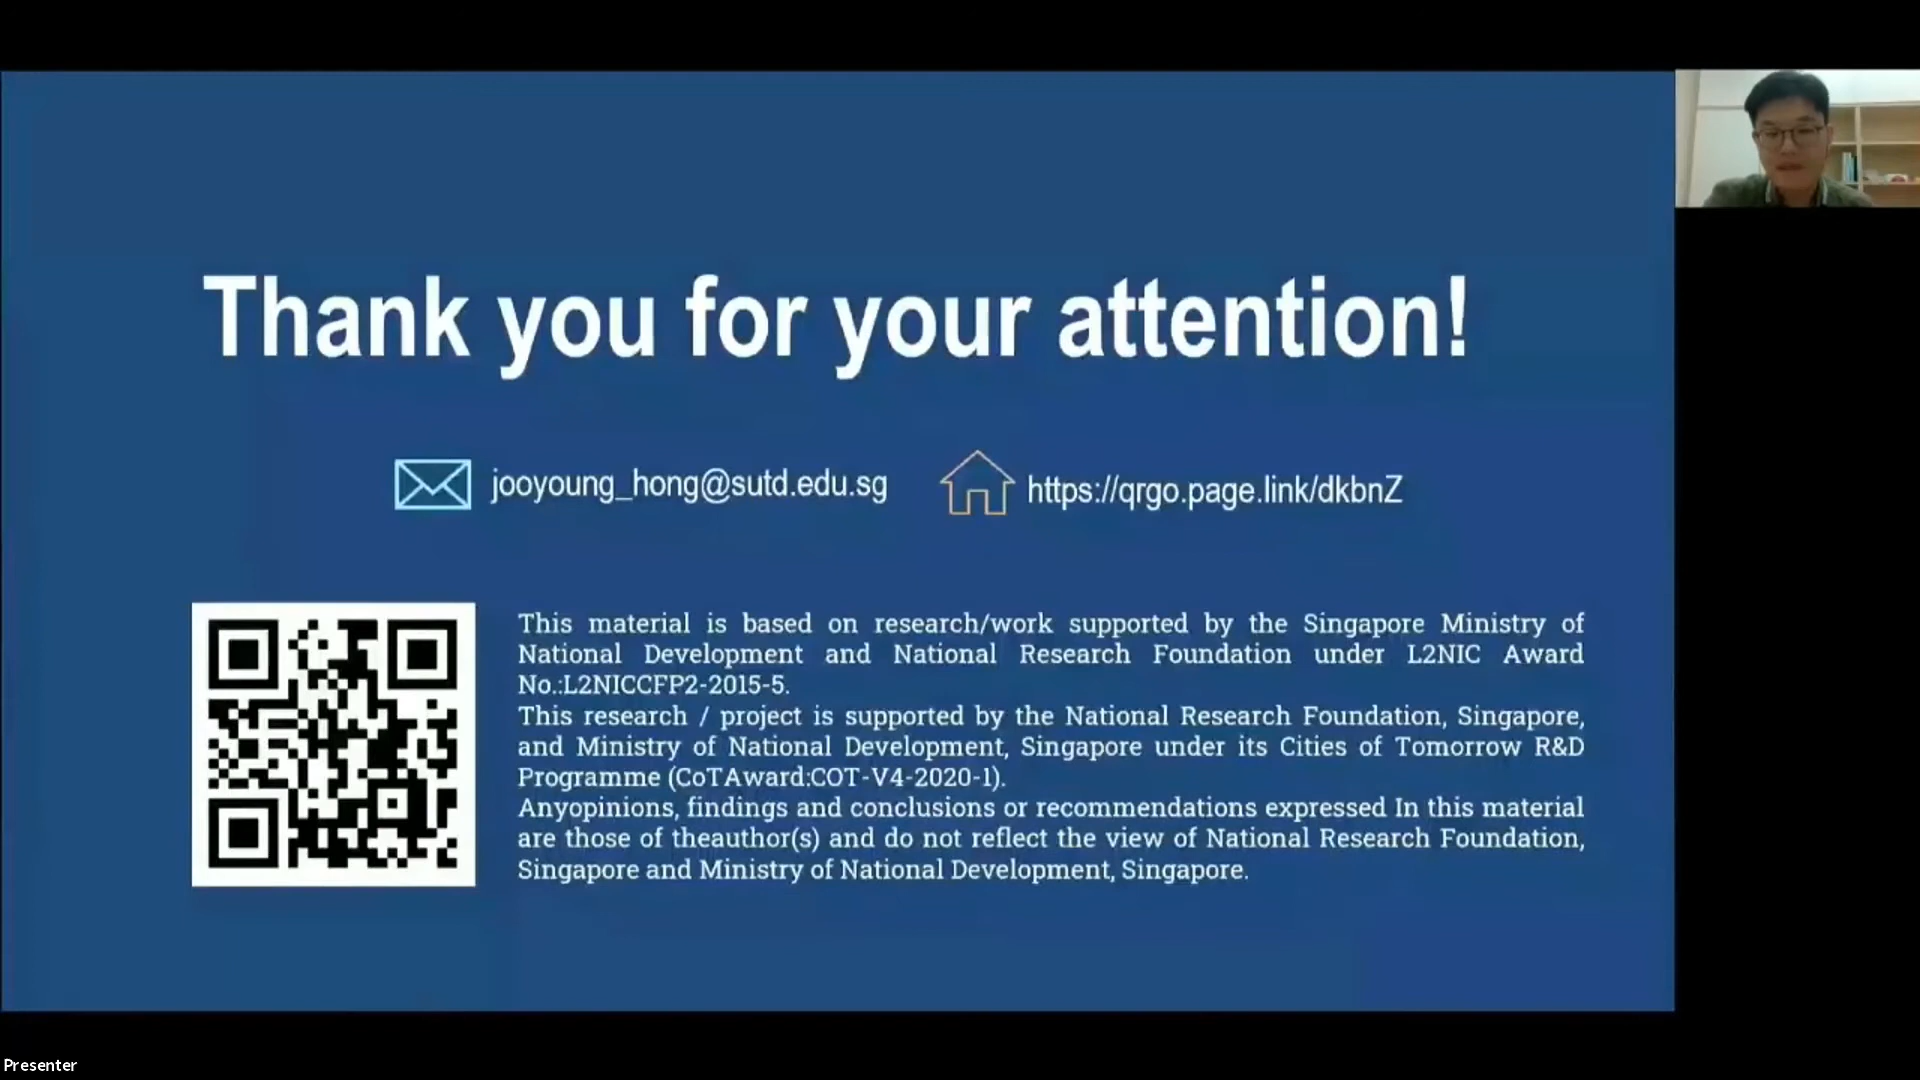 Thank you for your attention!
jooyoung_hong@sutd.edu.sg
https://qrgo.page.link/dkbnZ
This material is based on research/work supported by the Singapore Ministry of
National Development and National Research Foundation under L2NIC Award
No.:L2NICCFP2-2015-5.
This research / project is supported by the National Research Foundation, Singapore,
and Ministry of National Development, Singapore under its Cities of Tomorrow R&D
Programme (CoTAward:COT-V4-2020-1).
Anyopinions, findings and conclusions or recommendations expressed In this material
are those of theauthor(s) and do not reflect the view of National Research Foundation,
Singapore and Ministry of National Development, Singapore.
Presenter